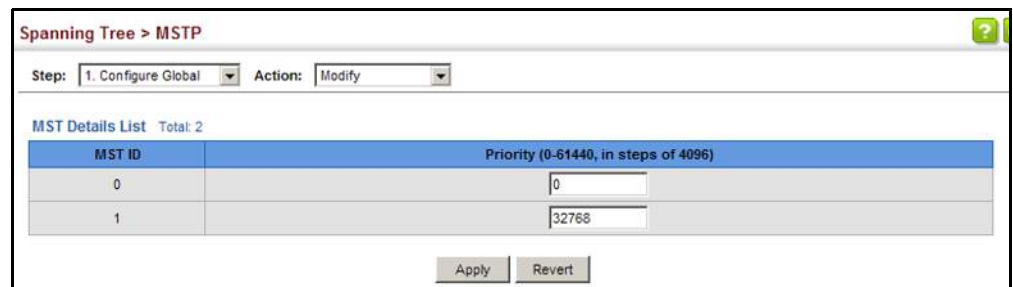 Spanning Tree > MSTP
?
Step: 1. Configure Global Action: Modify
MST Details List Total: 2
MST ID Priority (0-61440, in steps of 4096)
0 0
1 32768
Apply Revert